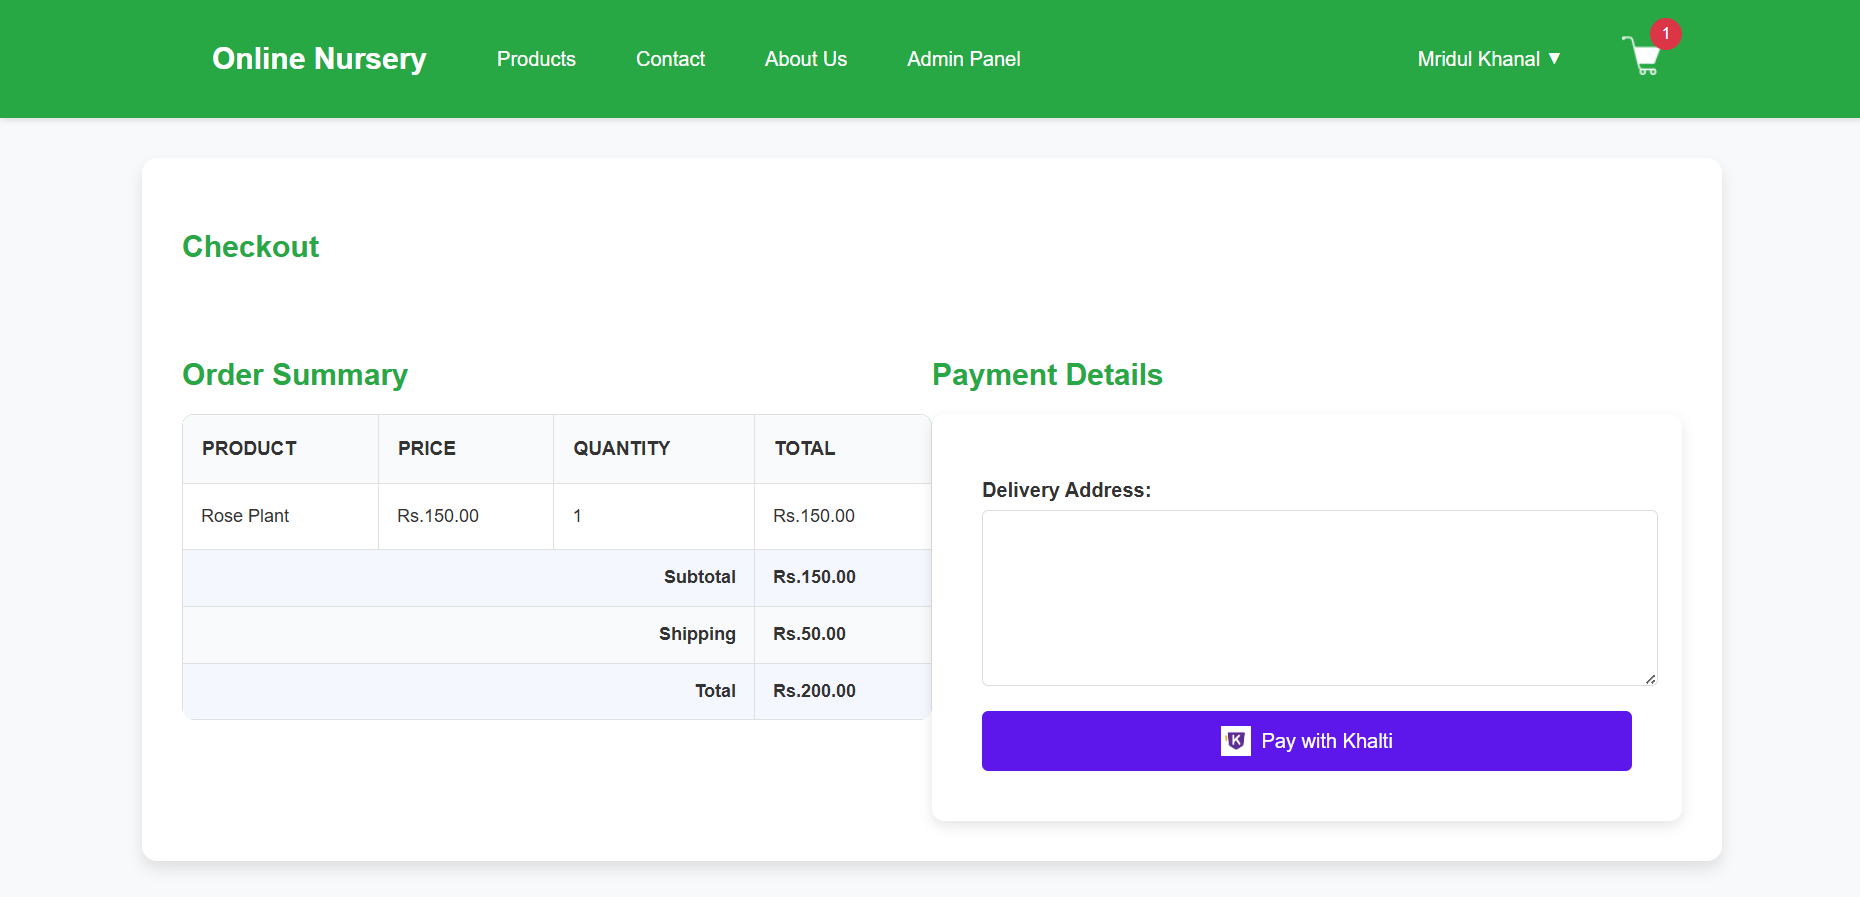 Online Nursery Products Contact About Us Admin Panel Mridul Khanal ▼ 1
Checkout
Order Summary
PRODUCT PRICE QUANTITY TOTAL
Rose Plant Rs.150.00 1 Rs.150.00
Subtotal Rs.150.00
Shipping Rs.50.00
Total Rs.200.00
Payment Details
Delivery Address:
K Pay with Khalti